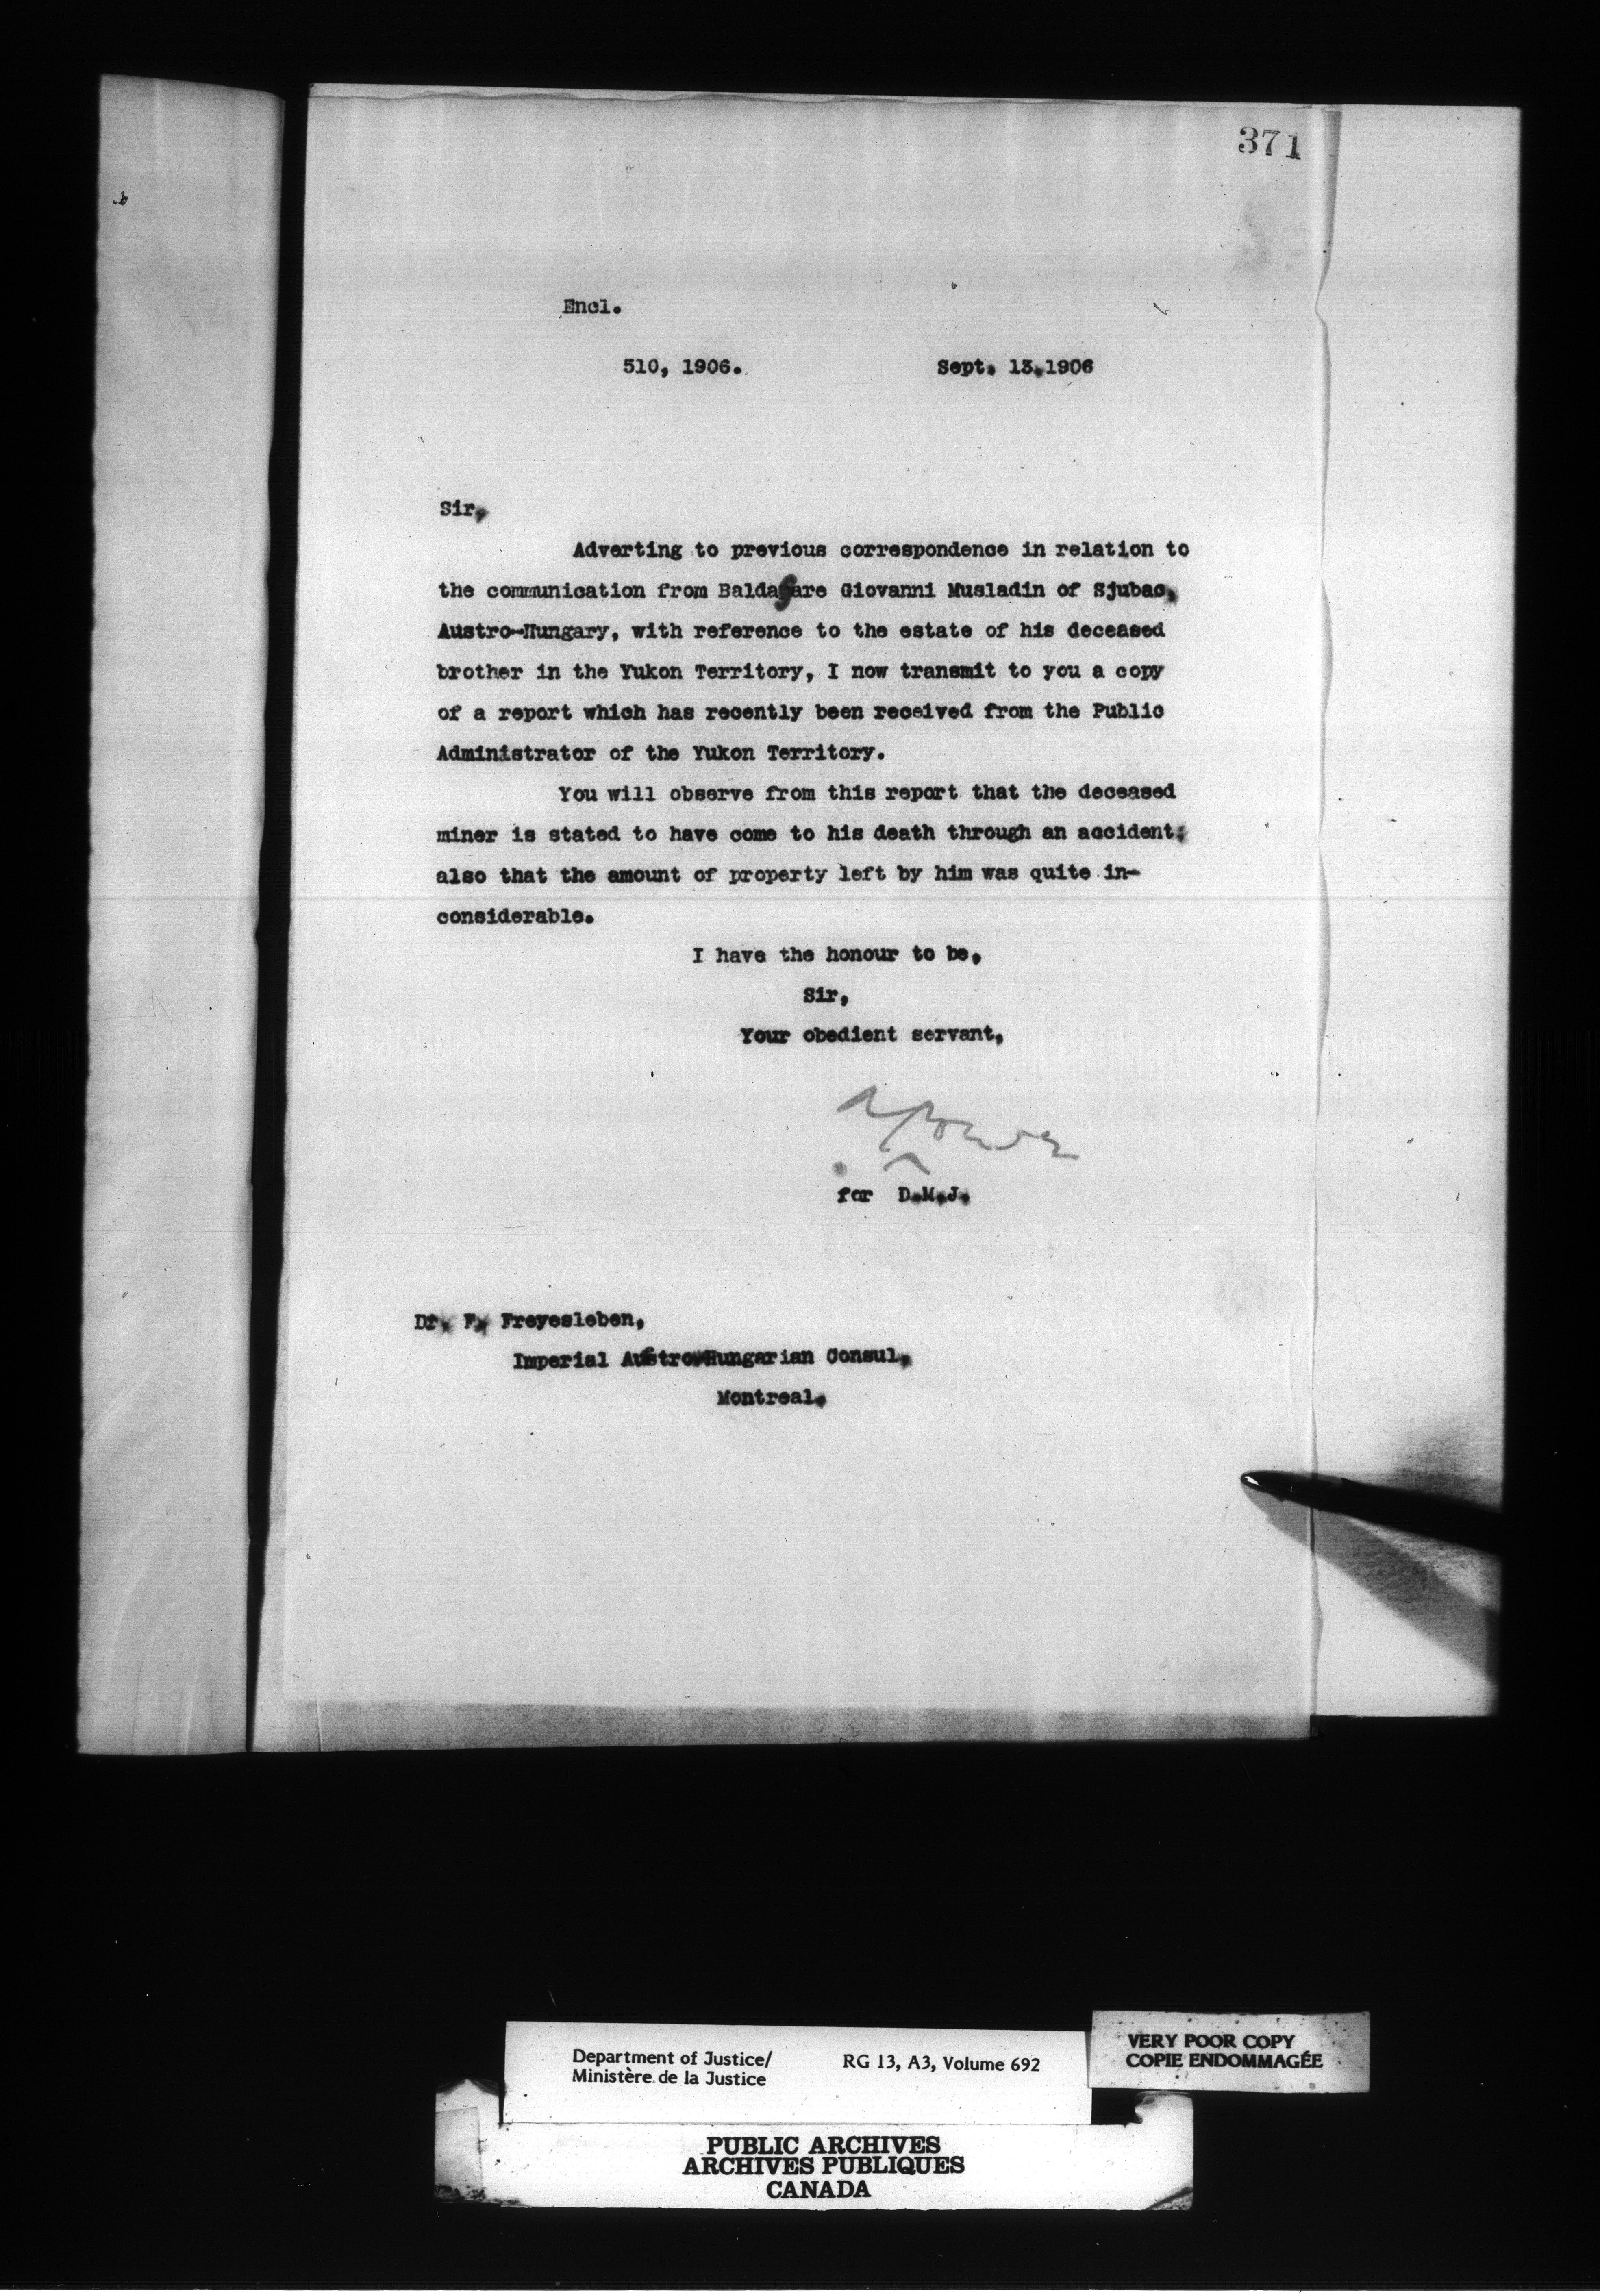 371
Encl.
510, 1906.
Sept. 13, 1906
Sir,
Adverting to previous correspondence in relation to
the communication from Giovanni Musladin of Sjubac,
Austro-Hungary, with reference to the estate of his deceased
brother in the Yukon Territory, I now transmit to you a copy
of a report which has recently been received from the Public
Administrator of the Yukon Territory.
You will observe from this report that the deceased
miner is stated to have come to his death through an accident;
also that the amount of property left by him was quite in-
considerable.
I have the honour to be,
Sir,
Your obedient servant,
for D.M.J.
Dr. F. Freyesleben,
Imperial Austro-Hungarian Consul,
Montreal.
Department of Justice/
Ministère de la Justice
RG 13, A3, Volume 692
VERY POOR COPY
COPIE ENDOMMAGÉE
PUBLIC ARCHIVES
ARCHIVES PUBLIQUES
CANADA